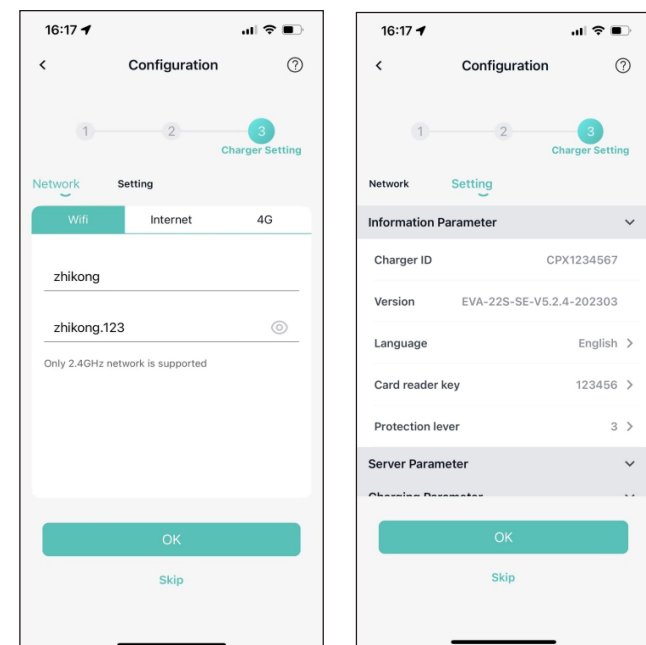 16:17
Configuration
?
1
2
3
Charger Setting
Network Setting
Wifi Internet 4G
zhikong
zhikong.123
Only 2.4GHz network is supported
OK
Skip
16:17
Configuration
?
1
2
3
Charger Setting
Network Setting
Information Parameter
Charger ID CPX1234567
Version EVA-22S-SE-V5.2.4-202303
Language English >
Card reader key 123456 >
Protection lever 3 >
Server Parameter
Charging Parameter
OK
Skip